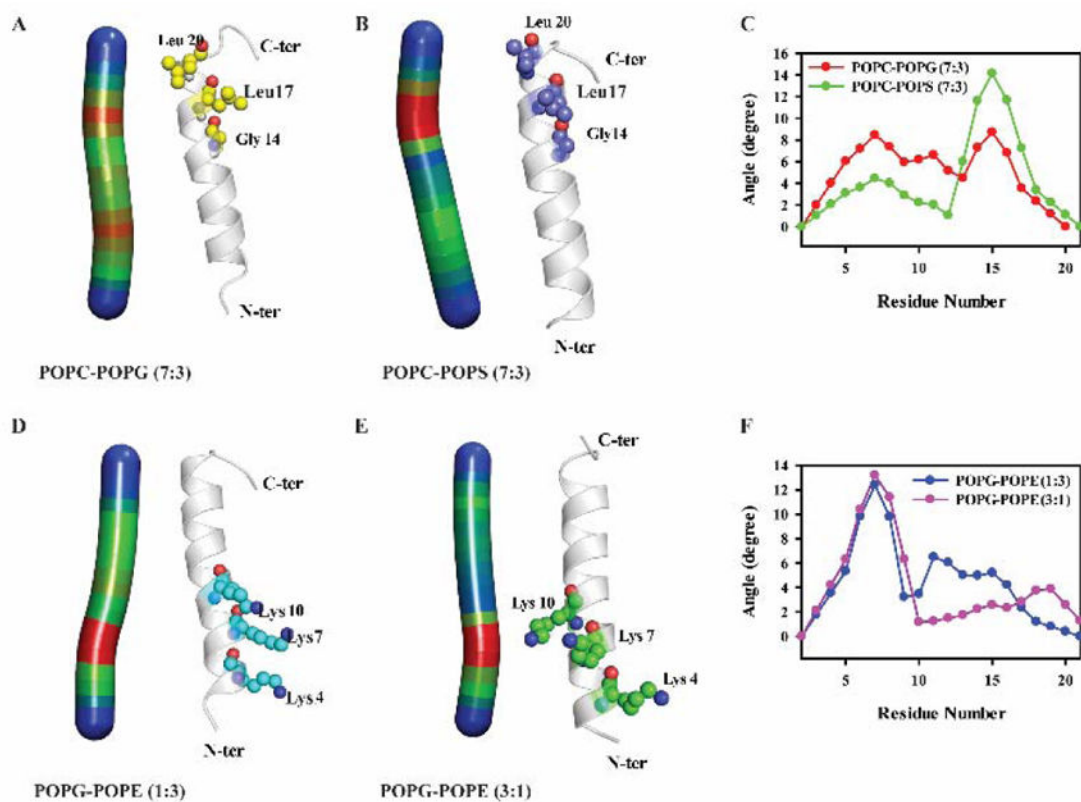 A
Leu 20
C-ter
Leu17
Gly 14
N-ter
POPC-POPG (7:3)
B
Leu 20
C-ter
Leu17
Gly14
N-ter
POPC-POPS (7:3)
C
16
14
12
10
8
6
4
2
0
Angle (degree)
POPC-POPG (7:3)
POPC-POPS (7:3)
5 10 15 20
Residue Number
D
C-ter
Lys 10
Lys7
Lys 4
N-ter
POPG-POPE (1:3)
E
C-ter
Lys 10
Lys 7
Lys 4
N-ter
POPG-POPE (3:1)
F
14
12
10
8
6
4
2
0
Angle (degree)
POPG-POPE(1:3)
POPG-POPE(3:1)
5 10 15 20
Residue Number